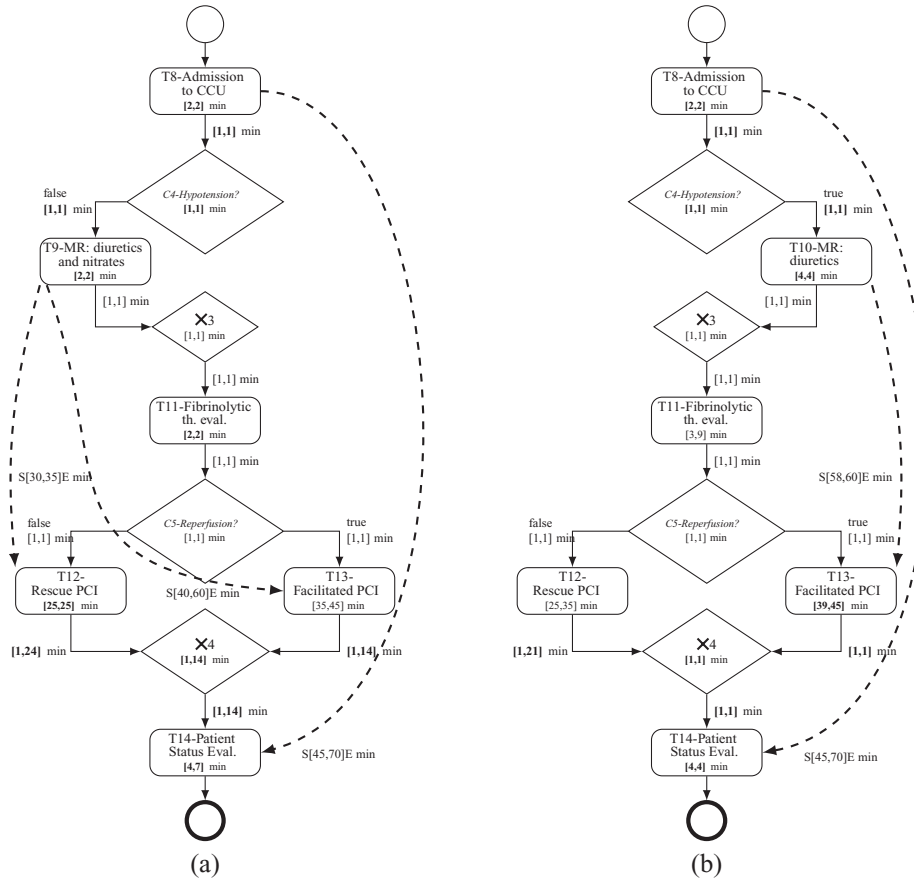 T8-Admission
to CCU
[2,2] min
[1,1] min
C4-Hypotension?
[1,1] min
false
[1,1] min
T9-MR: diuretics
and nitrates
[2,2] min
[1,1] min
✕3
[1,1] min
[1,1] min
T11-Fibrinolytic
th. eval.
[2,2] min
[1,1] min
S[30,35]E min
C5-Reperfusion?
[1,1] min
false
[1,1] min
true
[1,1] min
T12-
Rescue PCI
[25,25] min
S[40,60]E min
T13-
Facilitated PCI
[35,45] min
[1,24] min
✕4
[1,14] min
[1,14] min
[1,14] min
T14-Patient
Status Eval.
[4,7] min
S[45,70]E min
(a)
T8-Admission
to CCU
[2,2] min
[1,1] min
C4-Hypotension?
[1,1] min
true
[1,1] min
T10-MR:
diuretics
[4,4] min
[1,1] min
✕3
[1,1] min
[1,1] min
T11-Fibrinolytic
th. eval.
[3,9] min
[1,1] min
S[58,60]E min
C5-Reperfusion?
[1,1] min
false
[1,1] min
true
[1,1] min
T12-
Rescue PCI
[25,35] min
T13-
Facilitated PCI
[39,45] min
[1,21] min
✕4
[1,1] min
[1,1] min
[1,1] min
T14-Patient
Status Eval.
[4,4] min
S[45,70]E min
(b)